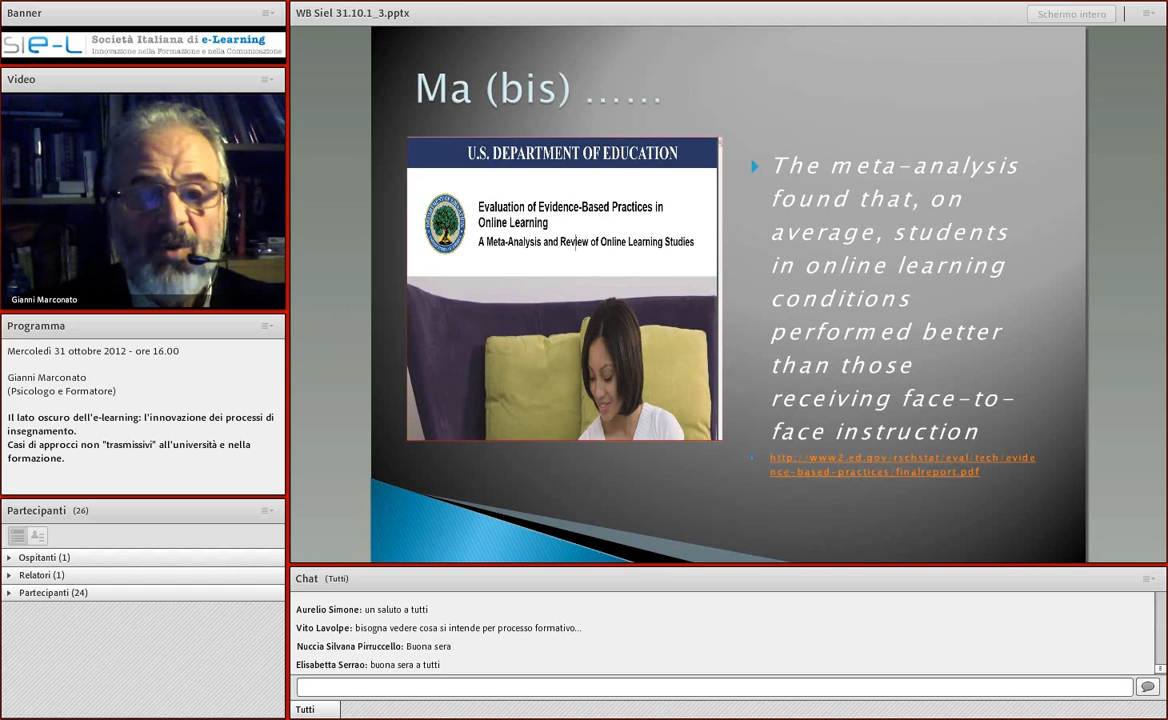 Banner
SIe-L Società Italiana di e-Learning
Innovazione nella Formazione e nella Comunicazione
Video
Gianni Marconato
Programma
Mercoledì 31 ottobre 2012 - ore 16.00
Gianni Marconato
(Psicologo e Formatore)
Il lato oscuro dell'e-learning: l'innovazione dei processi di
insegnamento.
Casi di approcci non "trasmissivi" all'università e nella
formazione.
Partecipanti (26)
Ospitanti (1)
Relatori (1)
Partecipanti (24)
WB Siel 31.10.1_3.pptx
Schermo intero
Ma (bis) ......
U.S. DEPARTMENT OF EDUCATION
Evaluation of Evidence-Based Practices in
Online Learning
A Meta-Analysis and Review of Online Learning Studies
The meta-analysis
found that, on
average, students
in online learning
conditions
performed better
than those
receiving face-to-
face instruction
http://www2.ed.gov/rschstat/eval/tech/evide
nce-based-practices/finalreport.pdf
Chat (Tutti)
Aurelio Simone: un saluto a tutti
Vito Lavolpe: bisogna vedere cosa si intende per processo formativo...
Nuccia Silvana Pirruccello: Buona sera
Elisabetta Serrao: buona sera a tutti
Tutti